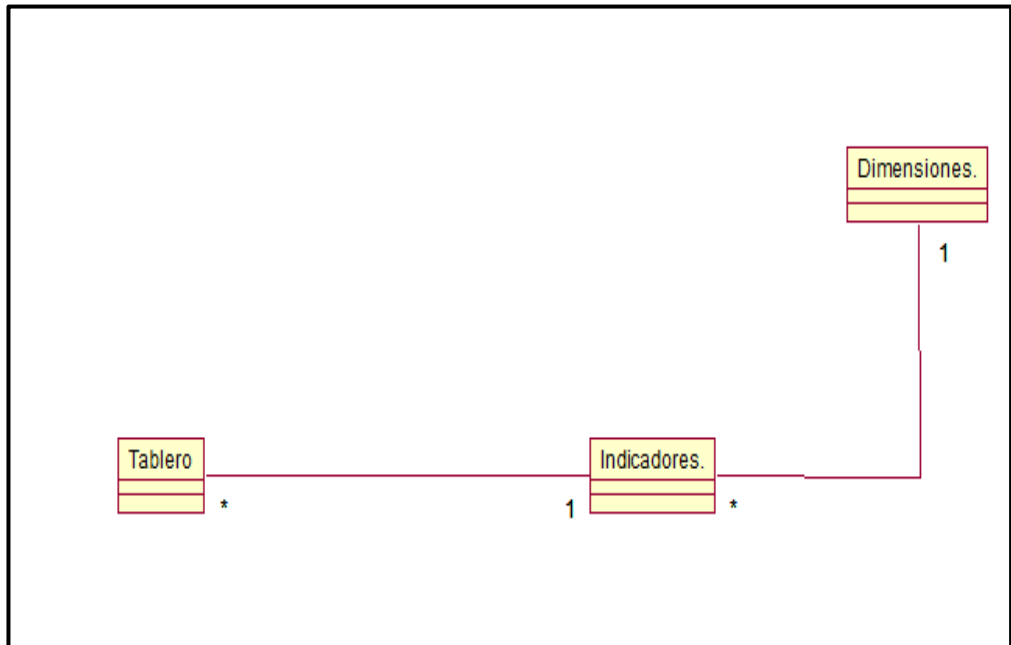 Dimensiones.
1
Tablero
Indicadores.
*
1
*